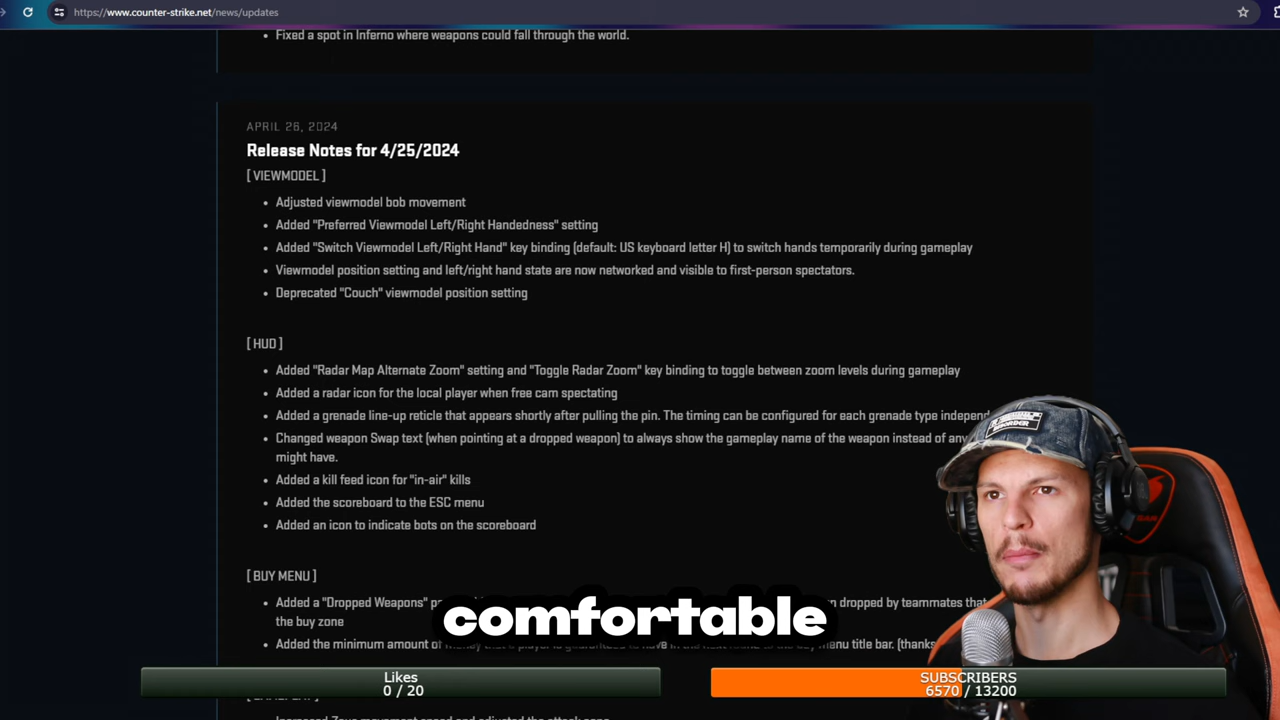 https://www.counter-strike.net/news/updates
• Fixed a spot in Inferno where weapons could fall through the world.
APRIL 26, 2024
Release Notes for 4/25/2024
[ VIEWMODEL ]
• Adjusted viewmodel bob movement
• Added "Preferred Viewmodel Left/Right Handedness" setting
• Added "Switch Viewmodel Left/Right Hand" key binding (default: US keyboard letter H) to switch hands temporarily during gameplay
• Viewmodel position setting and left/right hand state are now networked and visible to first-person spectators.
• Deprecated "Couch" viewmodel position setting
[ HUD ]
• Added "Radar Map Alternate Zoom" setting and "Toggle Radar Zoom" key binding to toggle between zoom levels during gameplay
• Added a radar icon for the local player when free cam spectating
• Added a grenade line-up reticle that appears shortly after pulling the pin. The timing can be configured for each grenade type independ
• Changed weapon Swap text (when pointing at a dropped weapon) to always show the gameplay name of the weapon instead of any
might have.
• Added a kill feed icon for "in-air" kills
• Added the scoreboard to the ESC menu
• Added an icon to indicate bots on the scoreboard
[ BUY MENU ]
• Added a "Dropped Weapons" dropped by teammates that
the buy zone
comfortable
• Added the minimum amount of menu title bar. (thanks
Likes
0 / 20
SUBSCRIBERS
6570 / 13200